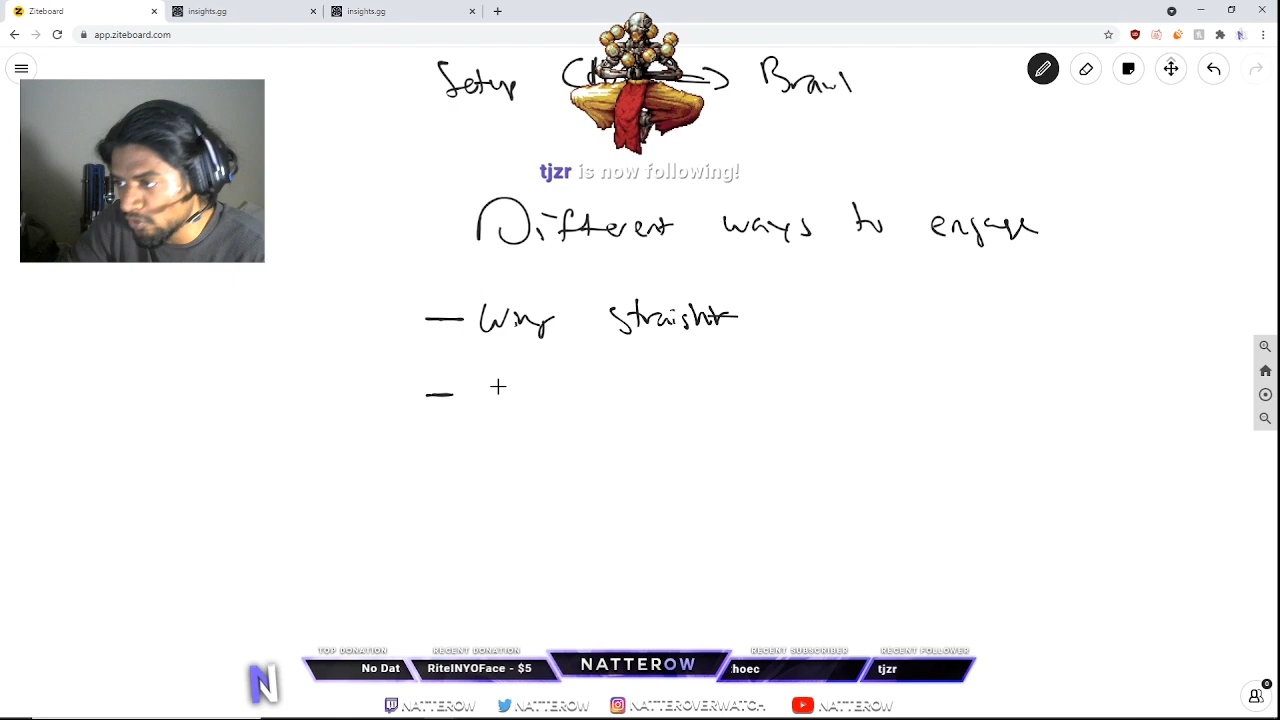 Ziteboard
insights.gg
insights.gg
app.ziteboard.com
Setup Brawl
tjzr is now following!
Different ways to engage
— straight
—
TOP DONATION
No Dat
RECENT DONATION
RiteINYOFace - $5
NATTEROW
RECENT SUBSCRIBER
:hoec
RECENT FOLLOWER
tjzr
N
NATTEROW
NATTEROW
NATTEROVERWATCH
NATTEROW
0